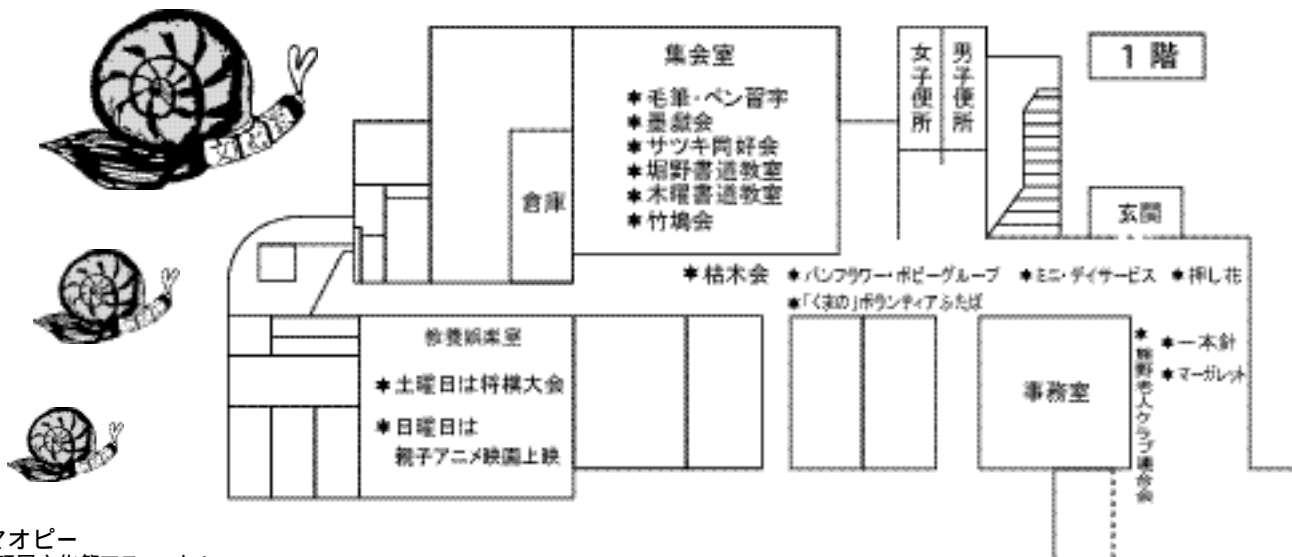 1階
集会室
*毛筆・ペン習字
*墨嶽会
*サツキ同好会
*堀野書道教室
*木曜書道教室
*竹塢会
倉庫
女子便所
男子便所
玄関
*枯木会
*パンフラワー・ポピーグループ
*ミニ・デイサービス
*押し花
*「くまの」ボランティアふたば
教養娯楽室
*土曜日は将棋大会
*日曜日は
親子アニメ映画上映
事務室
*熊野老人クラブ連合会
*一本針
*マーガレット
マオピー